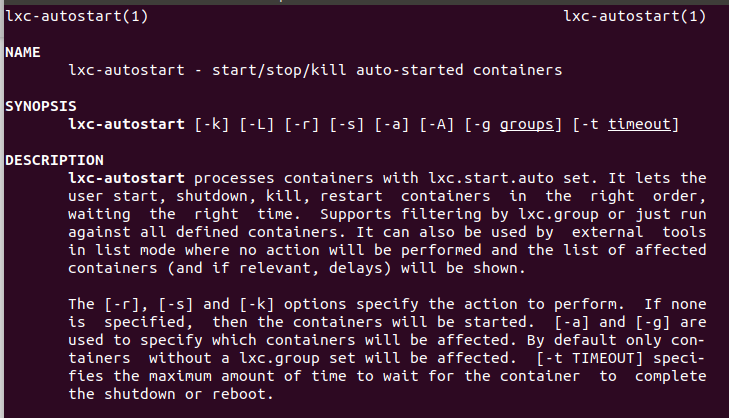 lxc-autostart(1) lxc-autostart(1)
NAME
lxc-autostart - start/stop/kill auto-started containers
SYNOPSIS
lxc-autostart [-k] [-L] [-r] [-s] [-a] [-A] [-g groups] [-t timeout]
DESCRIPTION
lxc-autostart processes containers with lxc.start.auto set. It lets the
user start, shutdown, kill, restart containers in the right order,
waiting the right time. Supports filtering by lxc.group or just run
against all defined containers. It can also be used by external tools
in list mode where no action will be performed and the list of affected
containers (and if relevant, delays) will be shown.
The [-r], [-s] and [-k] options specify the action to perform. If none
is specified, then the containers will be started. [-a] and [-g] are
used to specify which containers will be affected. By default only con-
tainers without a lxc.group set will be affected. [-t TIMEOUT] speci-
fies the maximum amount of time to wait for the container to complete
the shutdown or reboot.